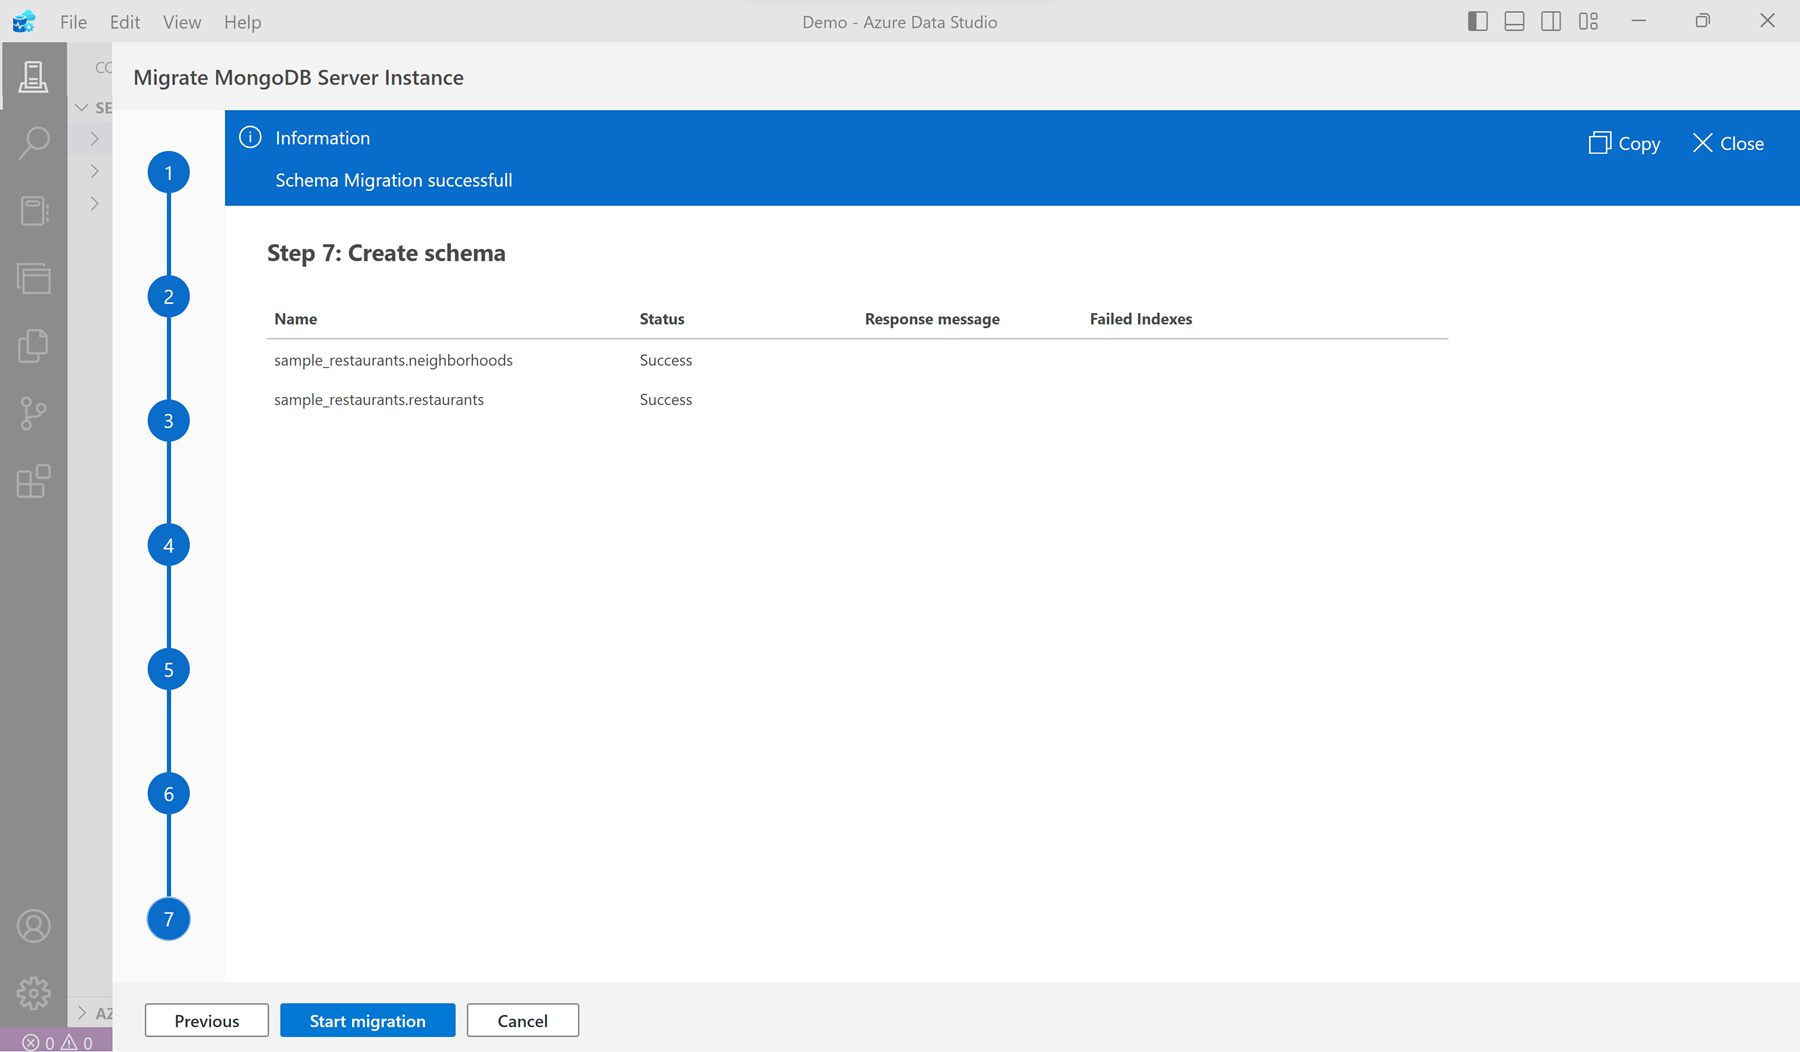 File Edit View Help
Demo - Azure Data Studio
CO
Migrate MongoDB Server Instance
SE
Information
Copy
Close
Schema Migration successfull
1
2
3
4
5
6
7
Step 7: Create schema
Name Status Response message Failed Indexes
sample_restaurants.neighborhoods Success
sample_restaurants.restaurants Success
AZ
Previous Start migration Cancel
0 0